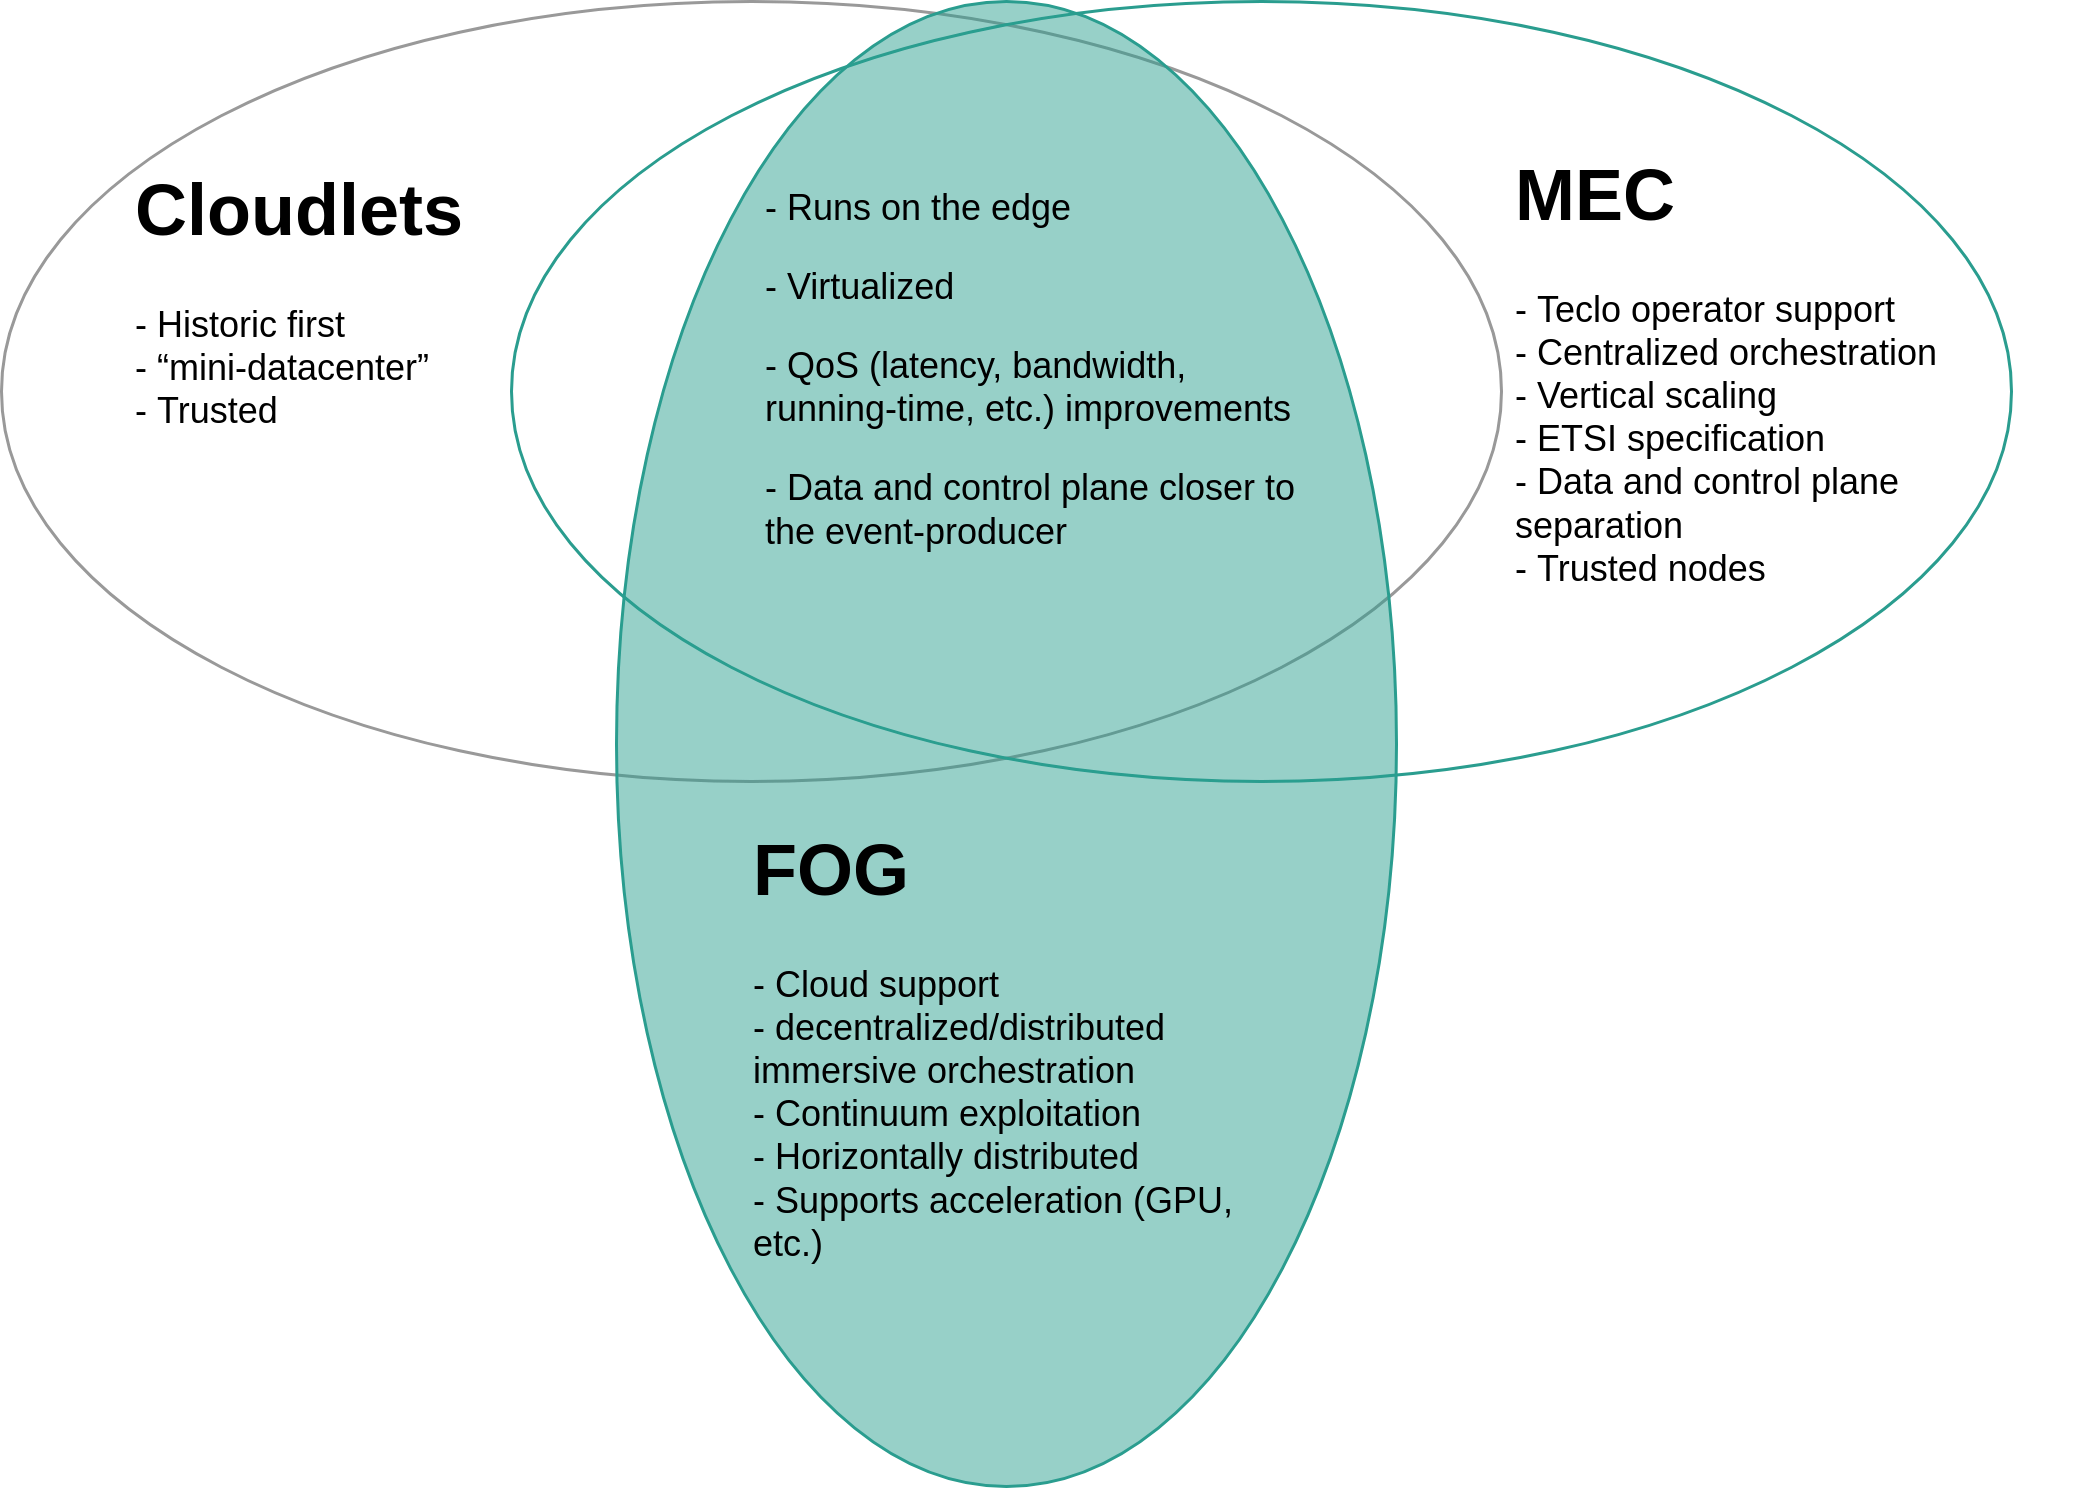 Cloudlets
- Historic first
- “mini-datacenter”
- Trusted
- Runs on the edge
- Virtualized
- QoS (latency, bandwidth,
running-time, etc.) improvements
- Data and control plane closer to
the event-producer
MEC
- Teclo operator support
- Centralized orchestration
- Vertical scaling
- ETSI specification
- Data and control plane
separation
- Trusted nodes
FOG
- Cloud support
- decentralized/distributed
immersive orchestration
- Continuum exploitation
- Horizontally distributed
- Supports acceleration (GPU,
etc.)